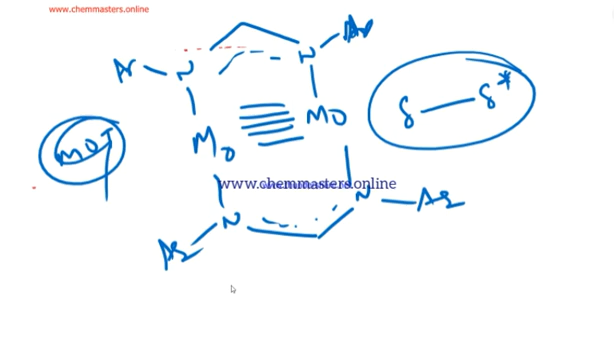 www.chemmasters.online
Ar
Ar N N
Mo MO δ — δ*
MOT
www.chemmasters.online
N N Ar
Ar